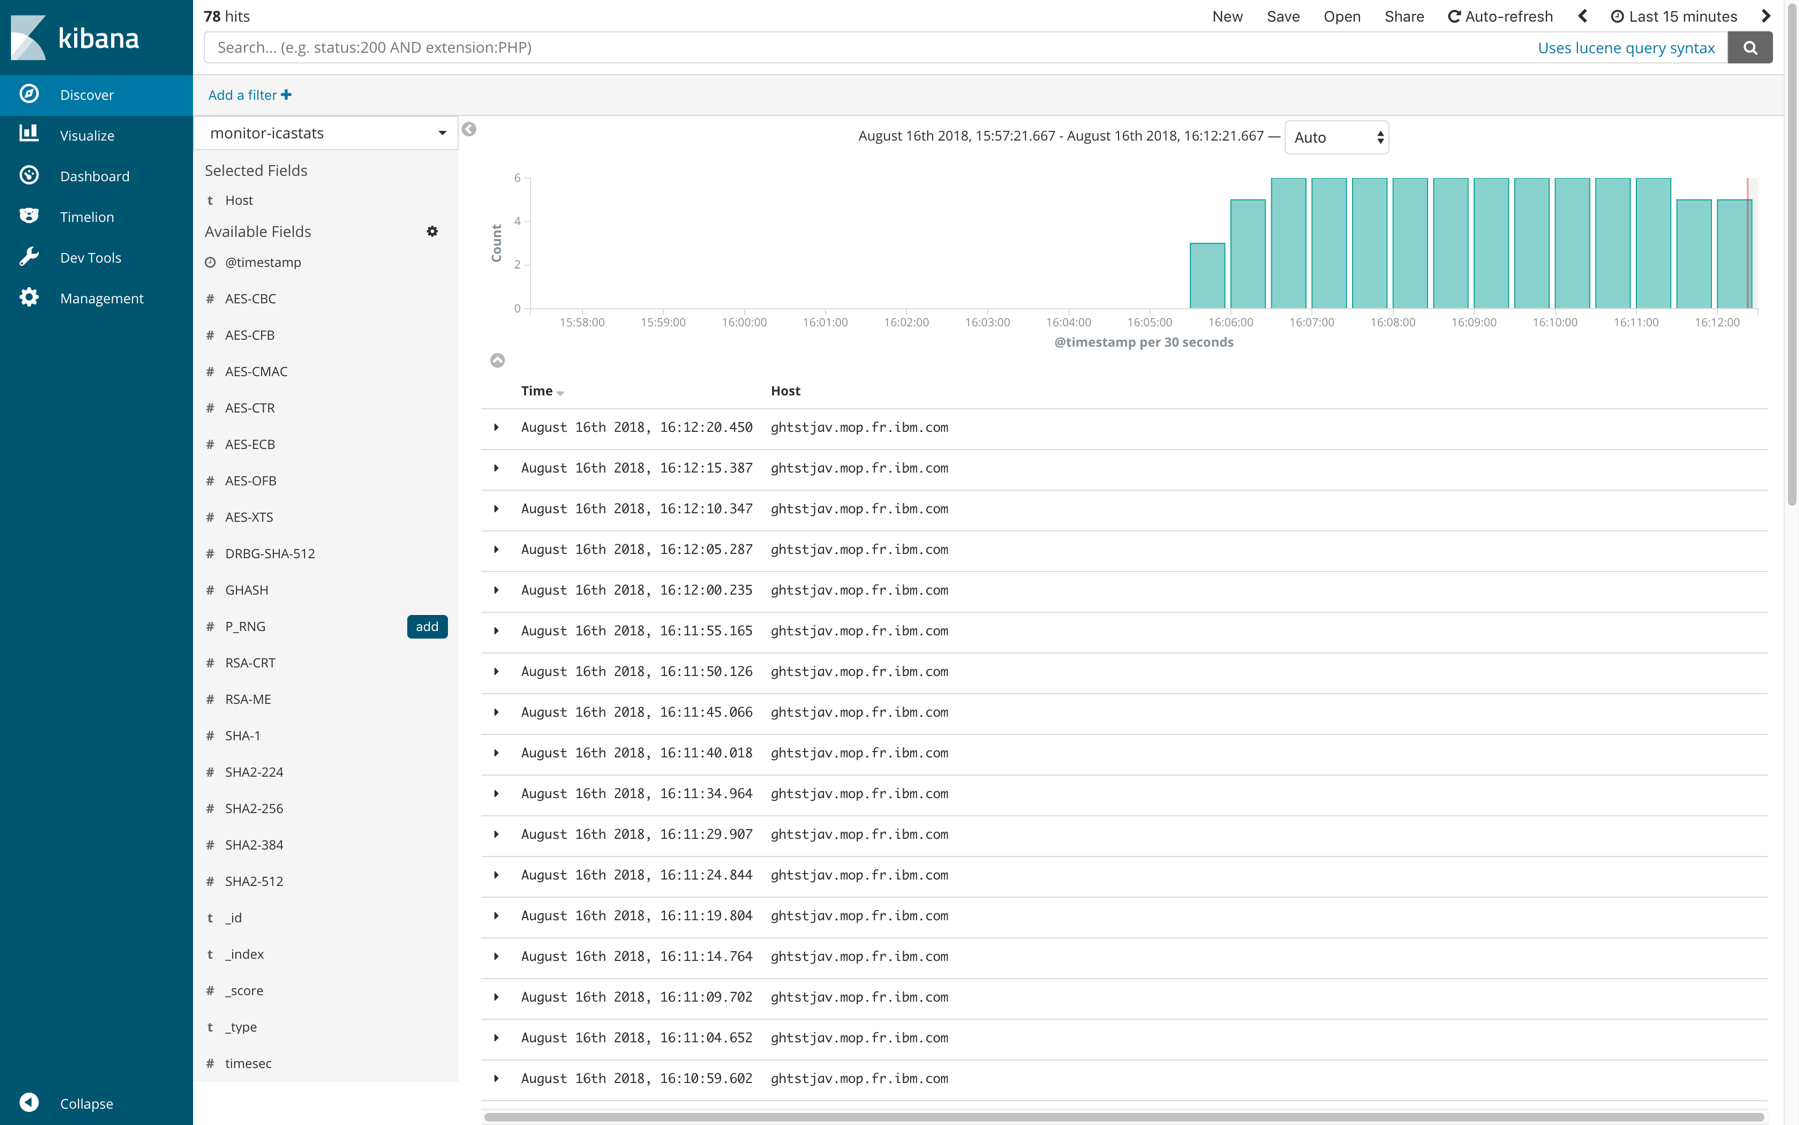 kibana
Discover
Visualize
Dashboard
Timelion
Dev Tools
Management
Collapse
78 hits
New Save Open Share Auto-refresh Last 15 minutes
Search... (e.g. status:200 AND extension:PHP) Uses lucene query syntax
Add a filter
monitor-icastats
Selected Fields
t Host
Available Fields
@timestamp
# AES-CBC
# AES-CFB
# AES-CMAC
# AES-CTR
# AES-ECB
# AES-OFB
# AES-XTS
# DRBG-SHA-512
# GHASH
# P_RNG add
# RSA-CRT
# RSA-ME
# SHA-1
# SHA2-224
# SHA2-256
# SHA2-384
# SHA2-512
t _id
t _index
# _score
t _type
# timesec
August 16th 2018, 15:57:21.667 - August 16th 2018, 16:12:21.667 — Auto
Count
6
4
2
0
15:58:00 15:59:00 16:00:00 16:01:00 16:02:00 16:03:00 16:04:00 16:05:00 16:06:00 16:07:00 16:08:00 16:09:00 16:10:00 16:11:00 16:12:00
@timestamp per 30 seconds
Time Host
August 16th 2018, 16:12:20.450 ghtstjav.mop.fr.ibm.com
August 16th 2018, 16:12:15.387 ghtstjav.mop.fr.ibm.com
August 16th 2018, 16:12:10.347 ghtstjav.mop.fr.ibm.com
August 16th 2018, 16:12:05.287 ghtstjav.mop.fr.ibm.com
August 16th 2018, 16:12:00.235 ghtstjav.mop.fr.ibm.com
August 16th 2018, 16:11:55.165 ghtstjav.mop.fr.ibm.com
August 16th 2018, 16:11:50.126 ghtstjav.mop.fr.ibm.com
August 16th 2018, 16:11:45.066 ghtstjav.mop.fr.ibm.com
August 16th 2018, 16:11:40.018 ghtstjav.mop.fr.ibm.com
August 16th 2018, 16:11:34.964 ghtstjav.mop.fr.ibm.com
August 16th 2018, 16:11:29.907 ghtstjav.mop.fr.ibm.com
August 16th 2018, 16:11:24.844 ghtstjav.mop.fr.ibm.com
August 16th 2018, 16:11:19.804 ghtstjav.mop.fr.ibm.com
August 16th 2018, 16:11:14.764 ghtstjav.mop.fr.ibm.com
August 16th 2018, 16:11:09.702 ghtstjav.mop.fr.ibm.com
August 16th 2018, 16:11:04.652 ghtstjav.mop.fr.ibm.com
August 16th 2018, 16:10:59.602 ghtstjav.mop.fr.ibm.com